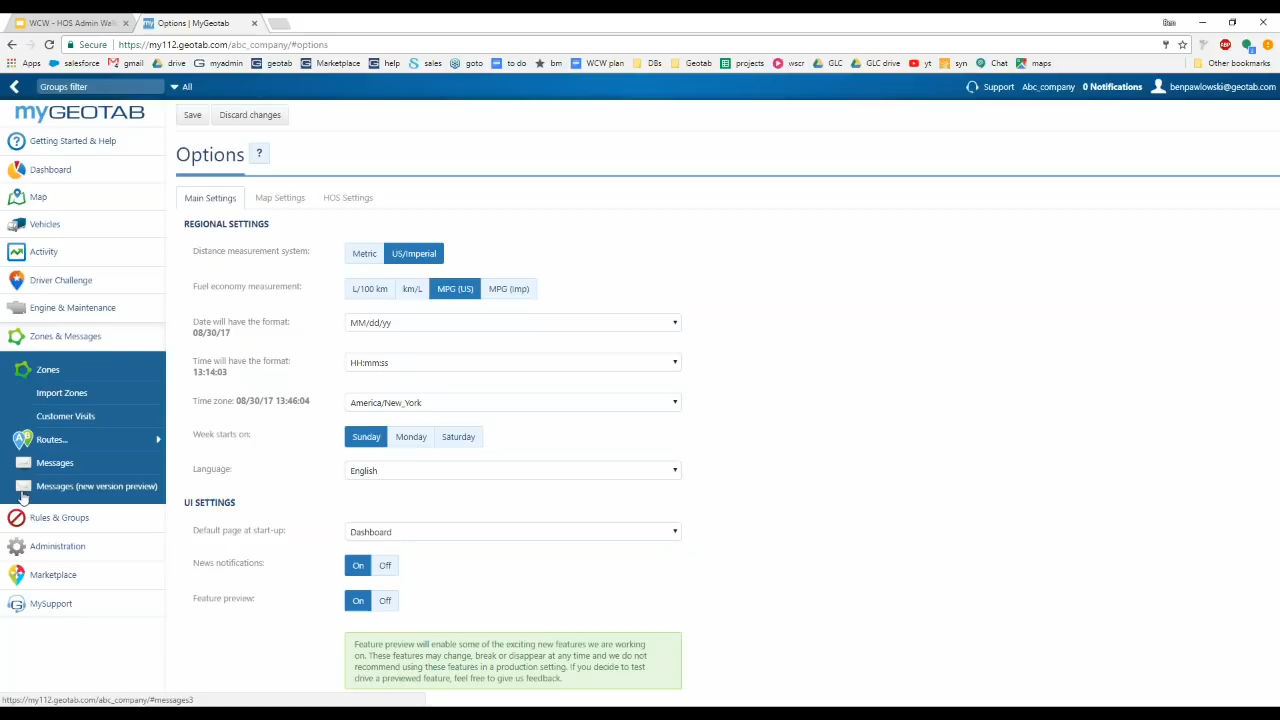 WCW - HOS Admin Wal
Options | MyGeotab
Secure
https://my112.geotab.com/abc_company/#options
Apps
salesforce
gmail
drive
myadmin
geotab
Marketplace
help
sales
goto
to do
bm
WCW plan
DBs
Geotab
projects
wscr
GLC
GLC drive
yt
syn
Chat
maps
Other bookmarks
Groups filter
All
Support
Abc_company
0 Notifications
benpawlowski@geotab.com
myGEOTAB
Save
Discard changes
Getting Started & Help
Options
?
Dashboard
Map
Main Settings
Map Settings
HOS Settings
Vehicles
REGIONAL SETTINGS
Activity
Distance measurement system:
Metric
US/Imperial
Driver Challenge
Fuel economy measurement:
L/100 km
km/L
MPG (US)
MPG (Imp)
Engine & Maintenance
Date will have the format:
08/30/17
MM/dd/yy
Zones & Messages
Time will have the format:
13:14:03
HH:mm:ss
Zones
Import Zones
Time zone: 08/30/17 13:46:04
America/New_York
Customer Visits
Routes...
Week starts on:
Sunday
Monday
Saturday
Messages
Language:
English
Messages (new version preview)
UI SETTINGS
Rules & Groups
Default page at start-up:
Dashboard
Administration
News notifications:
On
Off
Marketplace
Feature preview:
On
Off
MySupport
Feature preview will enable some of the exciting new features we are working
on. These features may change, break or disappear at any time and we do not
recommend using these features in a production setting. If you decide to test
drive a previewed feature, feel free to give us feedback.
https://my112.geotab.com/abc_company/#messages3